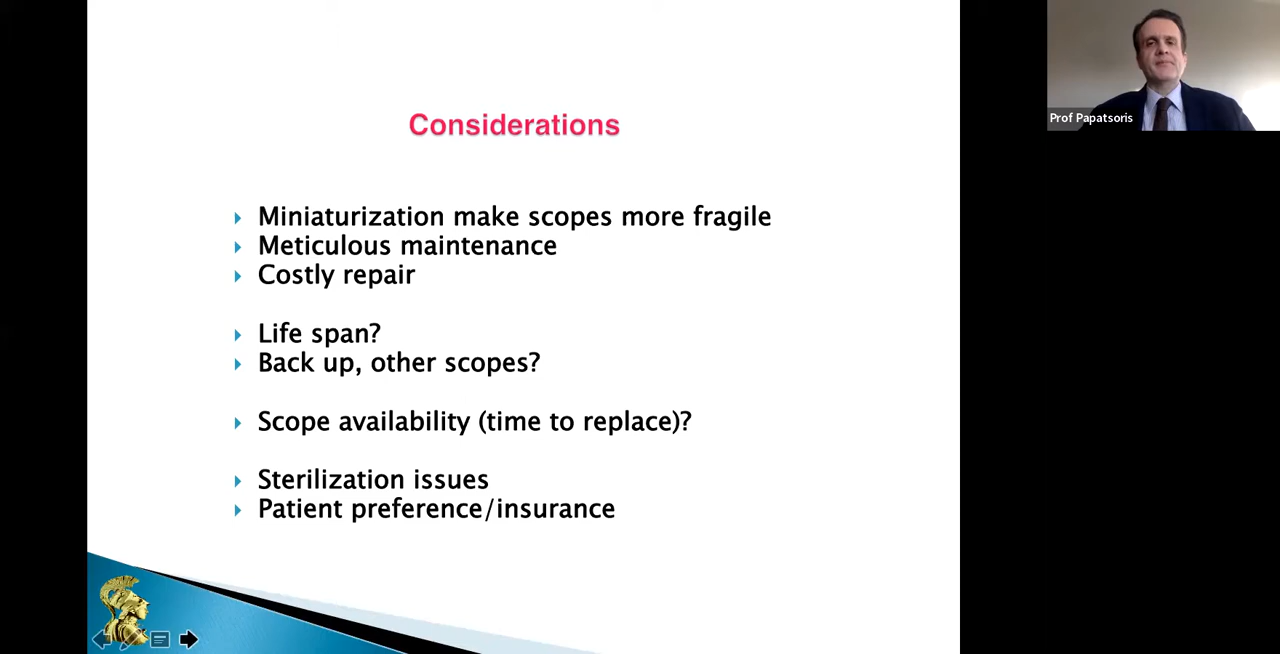 Considerations
Miniaturization make scopes more fragile
Meticulous maintenance
Costly repair
Life span?
Back up, other scopes?
Scope availability (time to replace)?
Sterilization issues
Patient preference/insurance
Prof Papatsoris